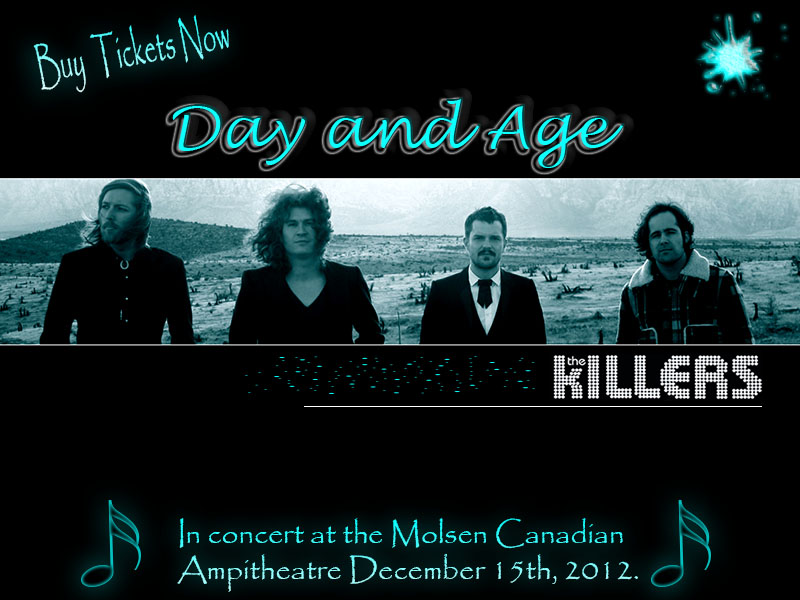 Buy Tickets Now
Day and Age
the
KILLERS
In concert at the Molsen Canadian
Ampitheatre December 15th, 2012.